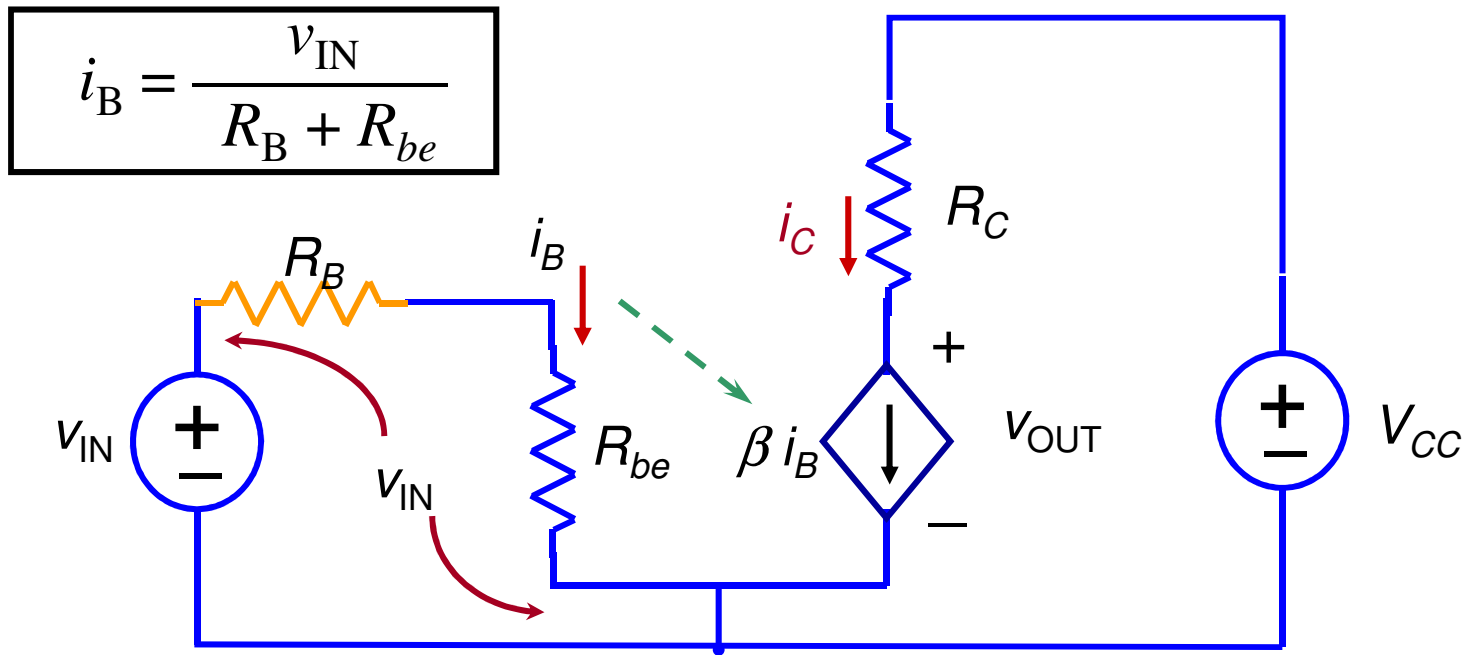 i_B = v_IN / (R_B + R_be)
R_B
i_B
i_C
R_C
+
v_IN
+
−
v_IN
R_be
β i_B
v_OUT
−
+
−
V_CC